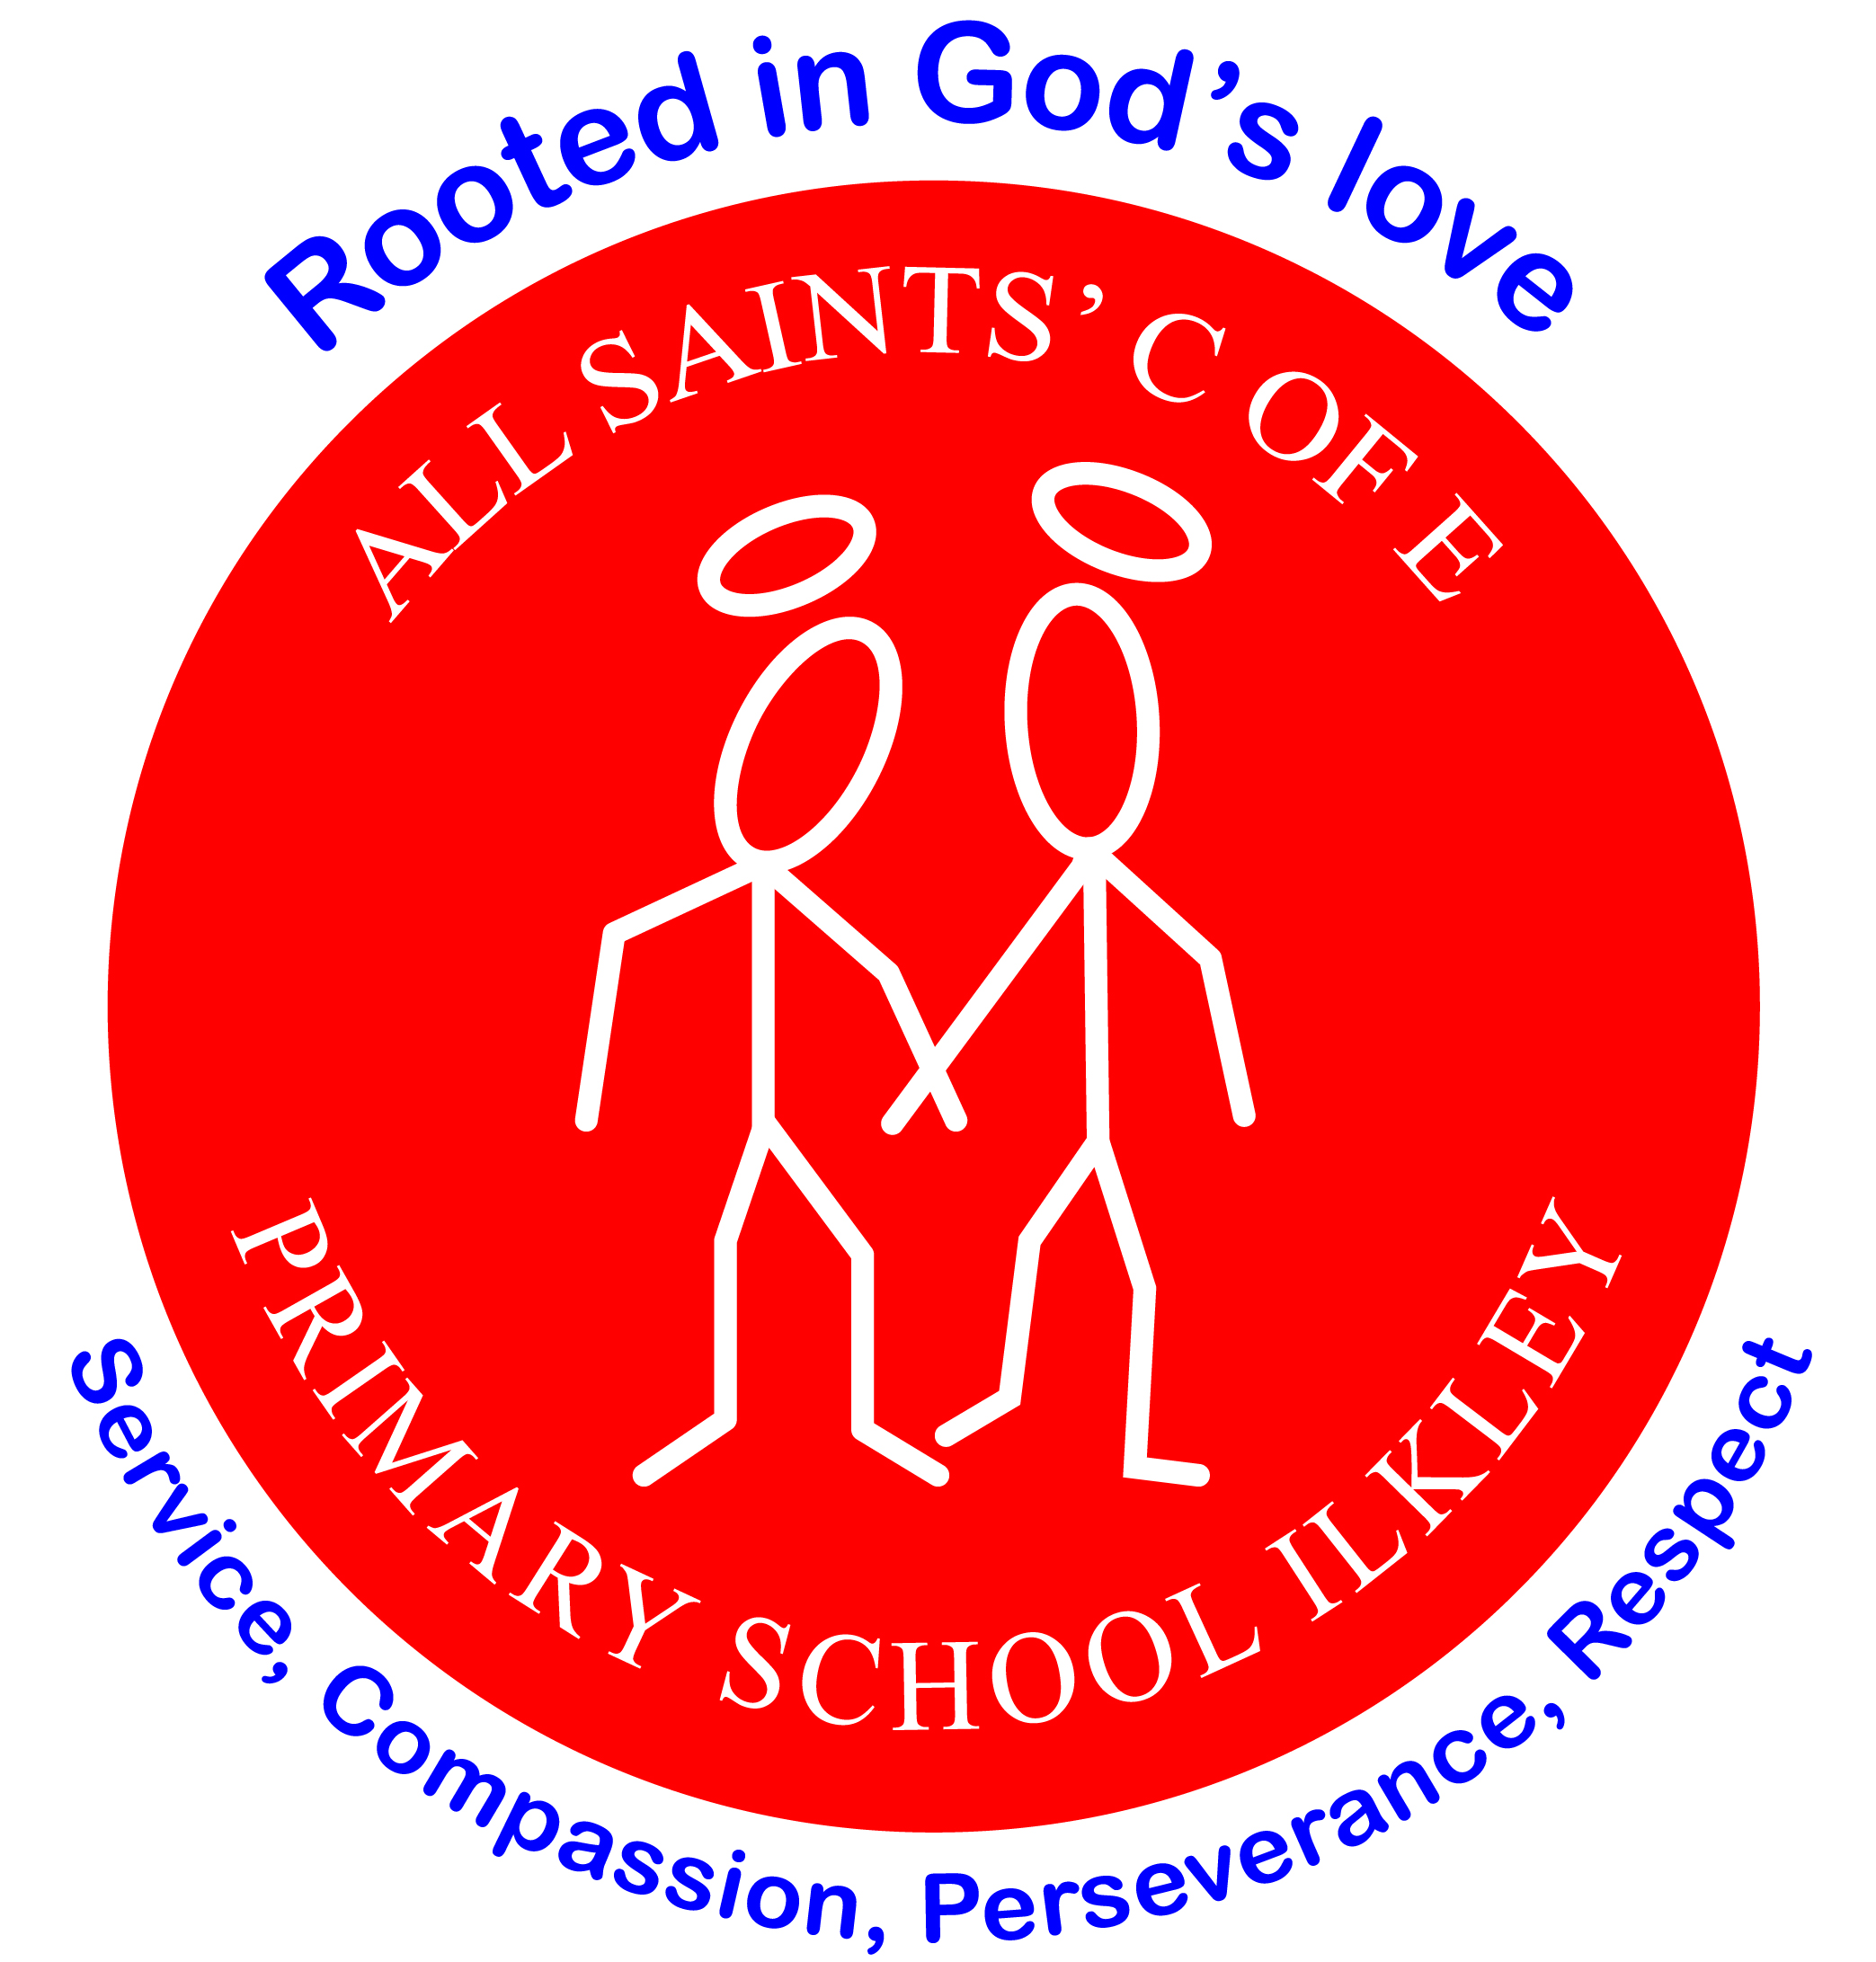 Rooted in God's love
ALL SAINTS' C OF E
PRIMARY SCHOOL ILKLEY
Service, Compassion, Perseverance, Respect